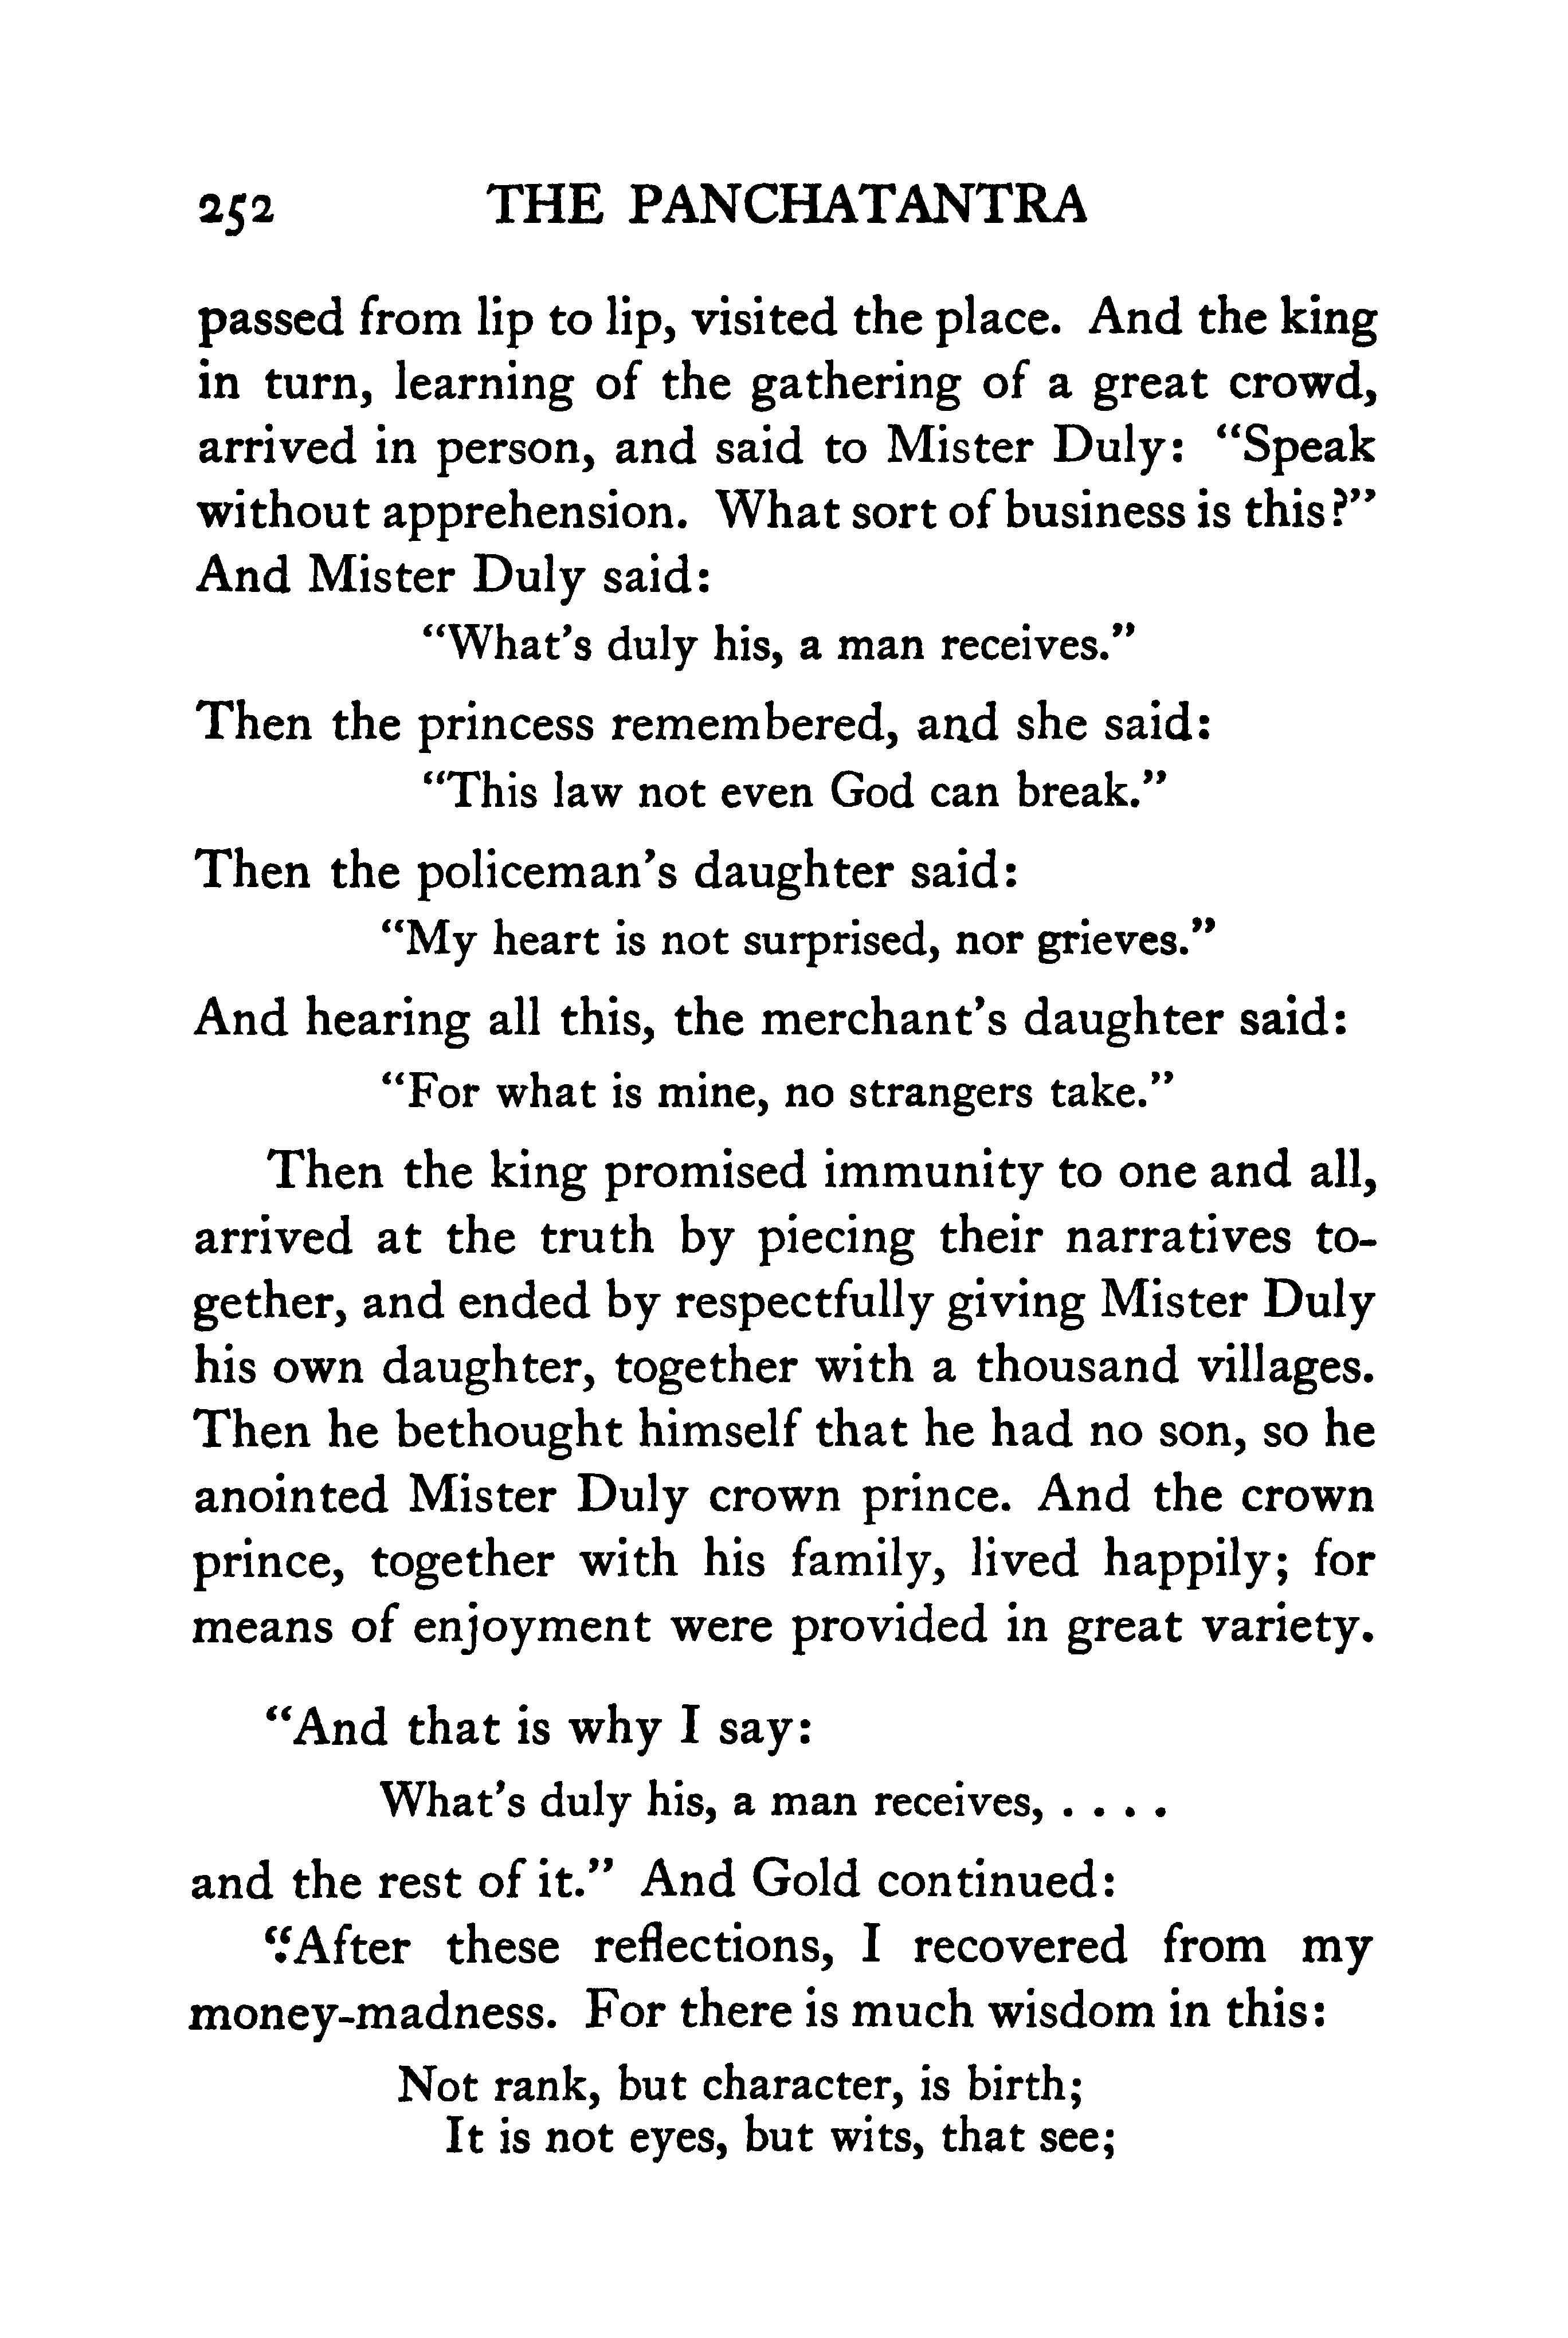 252 THE PANCHATANTRA
passed from lip to lip, visited the place. And the king
in turn, learning of the gathering of a great crowd,
arrived in person, and said to Mister Duly: “Speak
without apprehension. What sort of business is this?”
And Mister Duly said:
“What’s duly his, a man receives.”
Then the princess remembered, and she said:
“This law not even God can break.”
Then the policeman’s daughter said:
“My heart is not surprised, nor grieves.”
And hearing all this, the merchant’s daughter said:
“For what is mine, no strangers take.”
Then the king promised immunity to one and all,
arrived at the truth by piecing their narratives to-
gether, and ended by respectfully giving Mister Duly
his own daughter, together with a thousand villages.
Then he bethought himself that he had no son, so he
anointed Mister Duly crown prince. And the crown
prince, together with his family, lived happily; for
means of enjoyment were provided in great variety.
“And that is why I say:
What’s duly his, a man receives, . . . .
and the rest of it.” And Gold continued:
“After these reflections, I recovered from my
money-madness. For there is much wisdom in this:
Not rank, but character, is birth;
It is not eyes, but wits, that see;